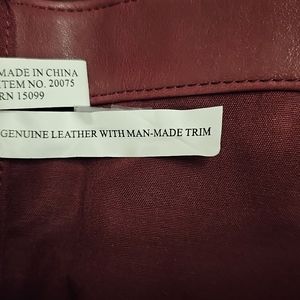 MADE IN CHINA
ITEM NO. 20075
RN 15099
GENUINE LEATHER WITH MAN-MADE TRIM